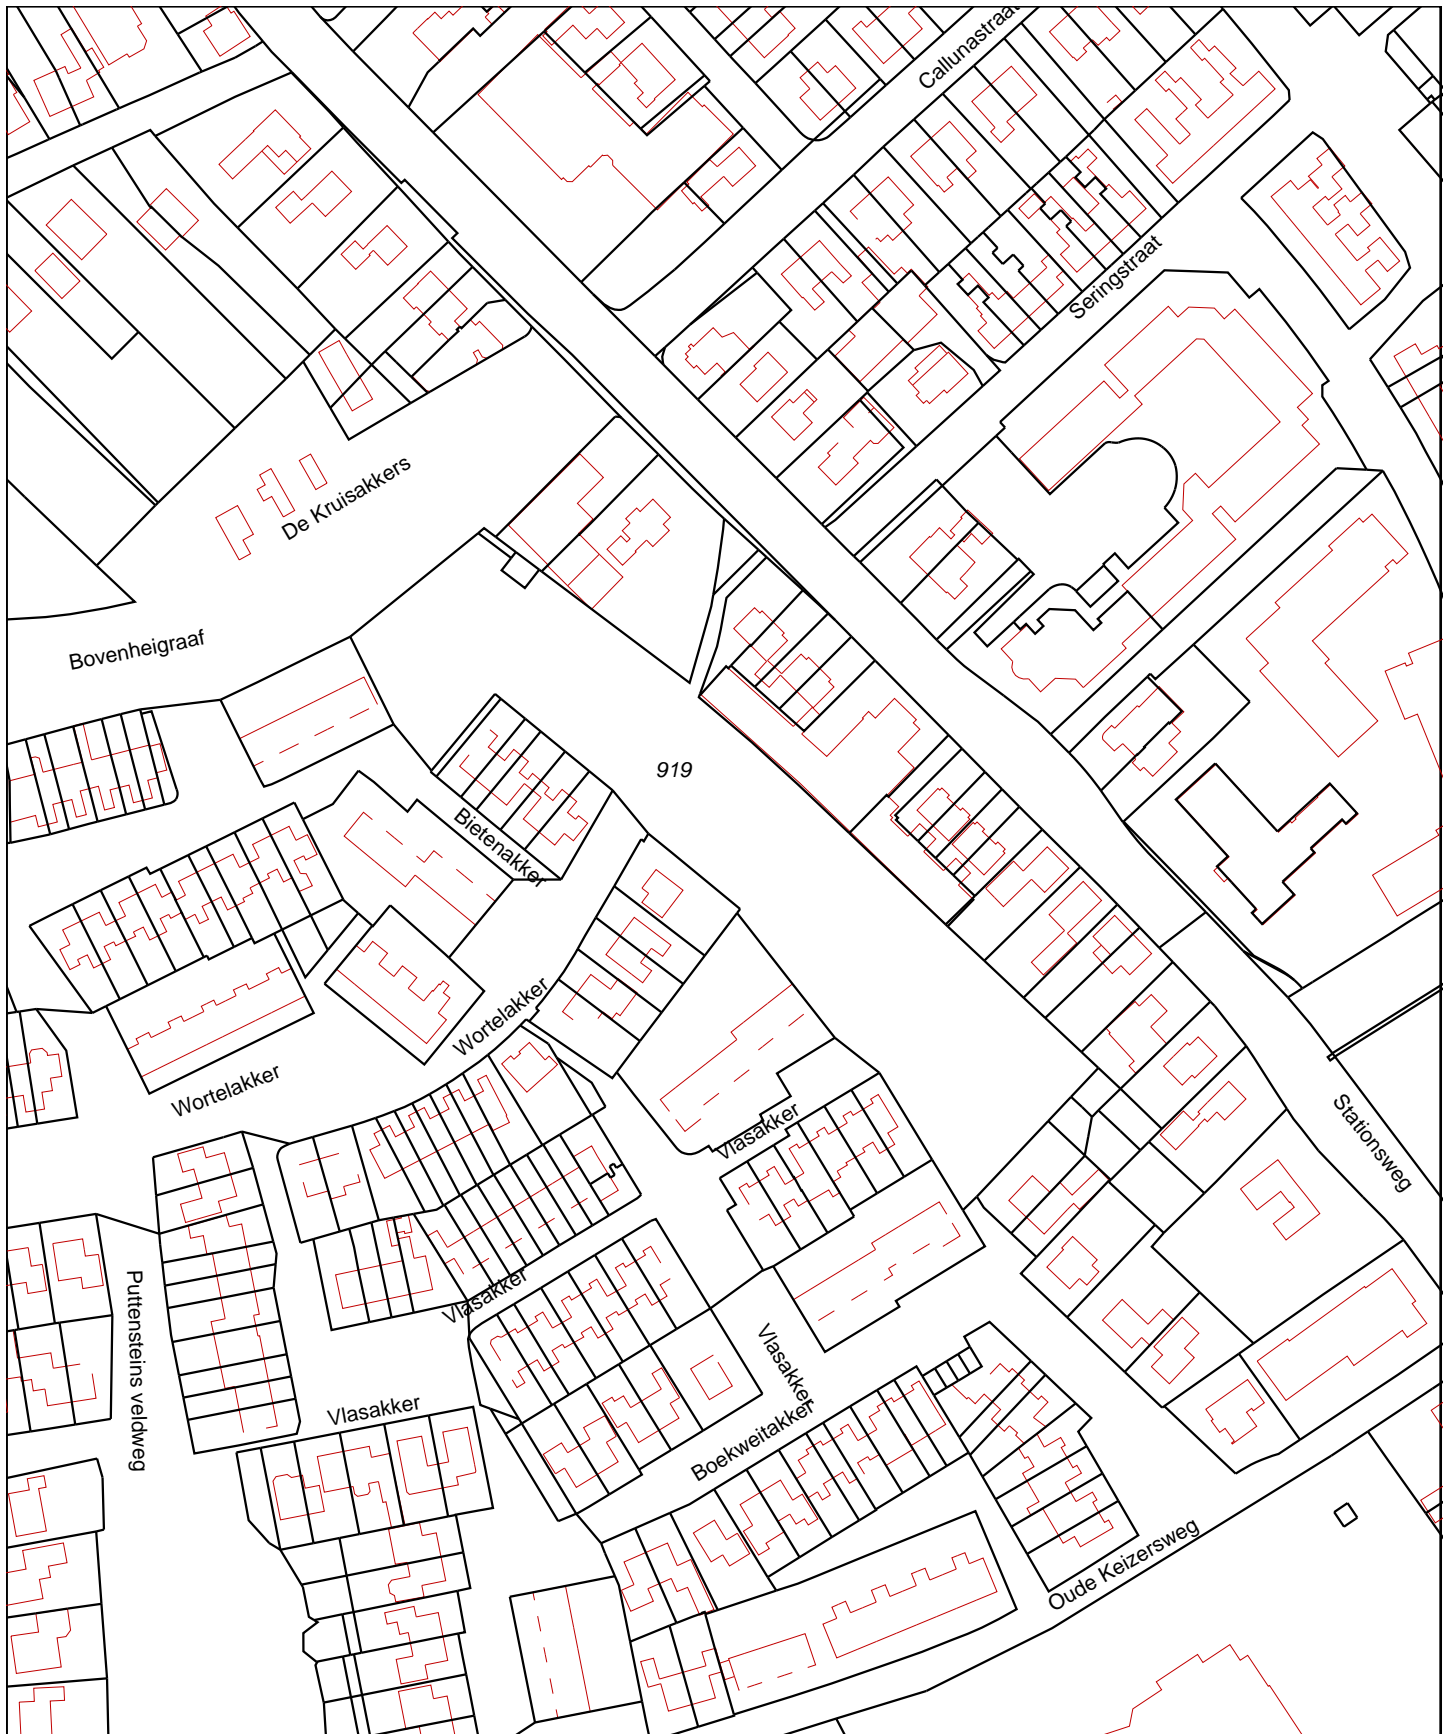 Callunastraat
Seringstraat
De Kruisakkers
Bovenheigraaf
919
Bietenakker
Wortelakker
Wortelakker
Vlasakker
Stationsweg
Vlasakker
Puttensteins veldweg
Vlasakker
Vlasakker
Boekweitakker
Oude Keizersweg